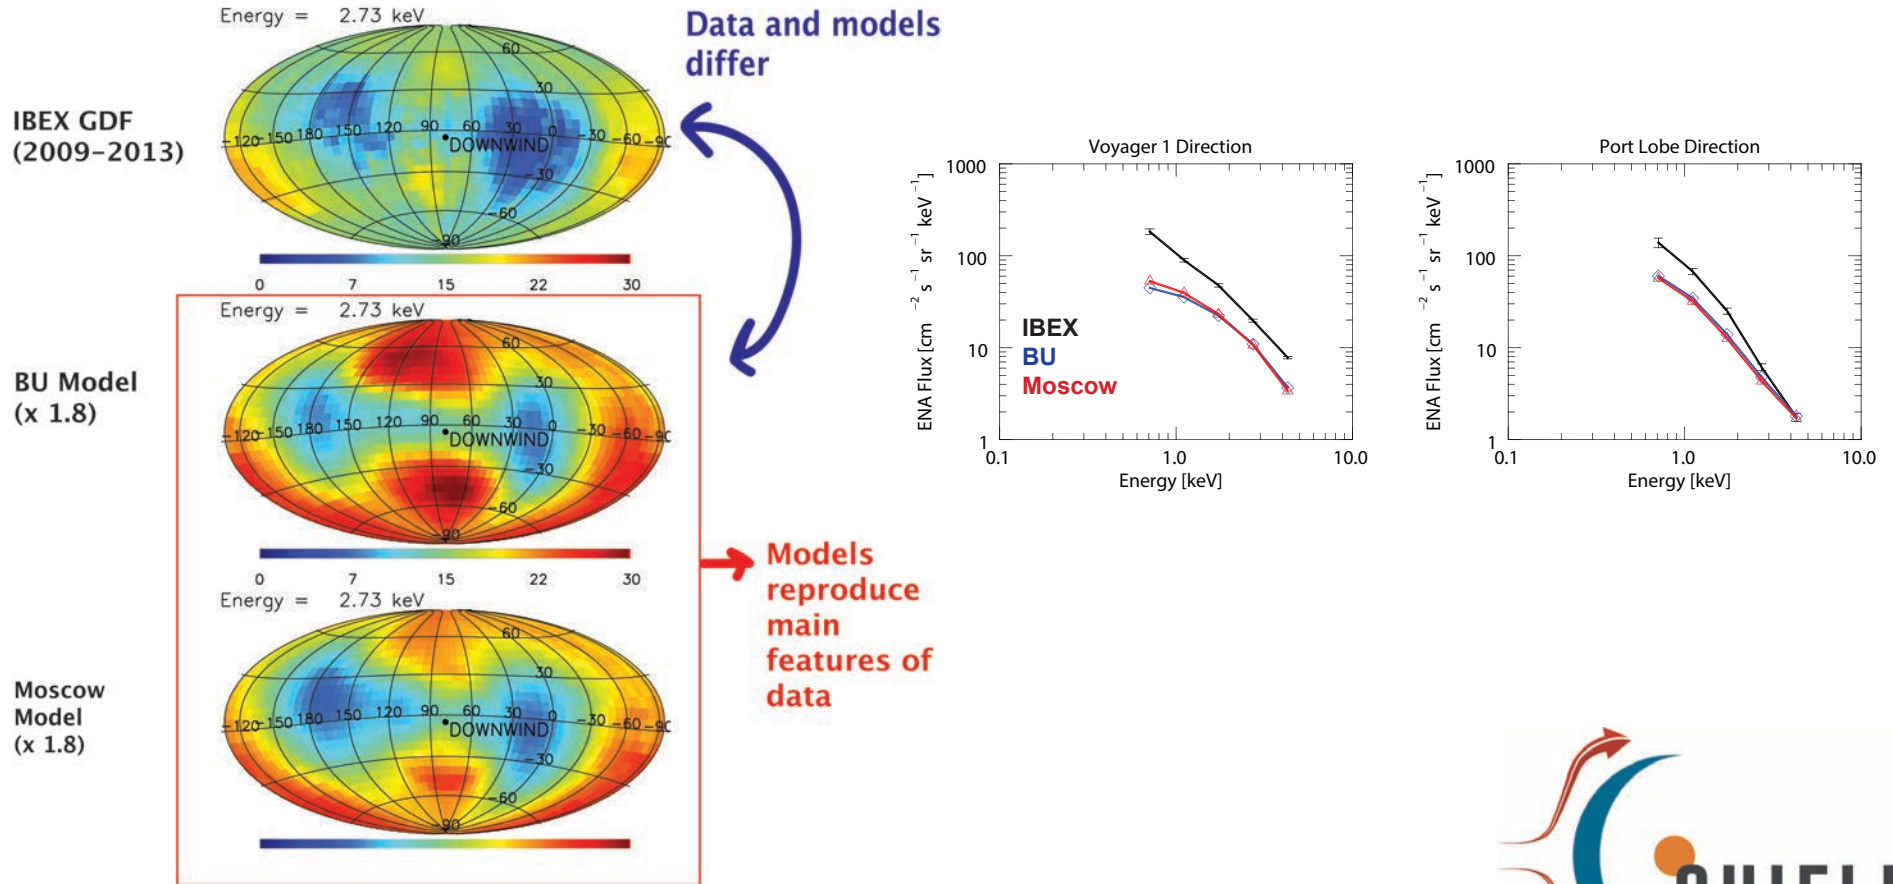 Energy = 2.73 keV
IBEX GDF
(2009-2013)
60
30
-120 -150 180 150 120 90 60 30 0 -30 -60 -90
DOWNWIND
-30
-60
-90
0 7 15 22 30
Data and models
differ
BU Model
(x 1.8)
Energy = 2.73 keV
60
30
-120 -150 180 150 120 90 60 30 0 -30 -60 -90
DOWNWIND
-30
-60
-90
0 7 15 22 30
Moscow
Model
(x 1.8)
Energy = 2.73 keV
60
30
-120 -150 180 150 120 90 60 30 0 -30 -60 -90
DOWNWIND
-30
-60
-90
Models
reproduce
main
features of
data
Voyager 1 Direction
ENA Flux [cm⁻² s⁻¹ sr⁻¹ keV⁻¹]
1000
100
10
1
IBEX
BU
Moscow
0.1 1.0 10.0
Energy [keV]
Port Lobe Direction
ENA Flux [cm⁻² s⁻¹ sr⁻¹ keV⁻¹]
1000
100
10
1
0.1 1.0 10.0
Energy [keV]